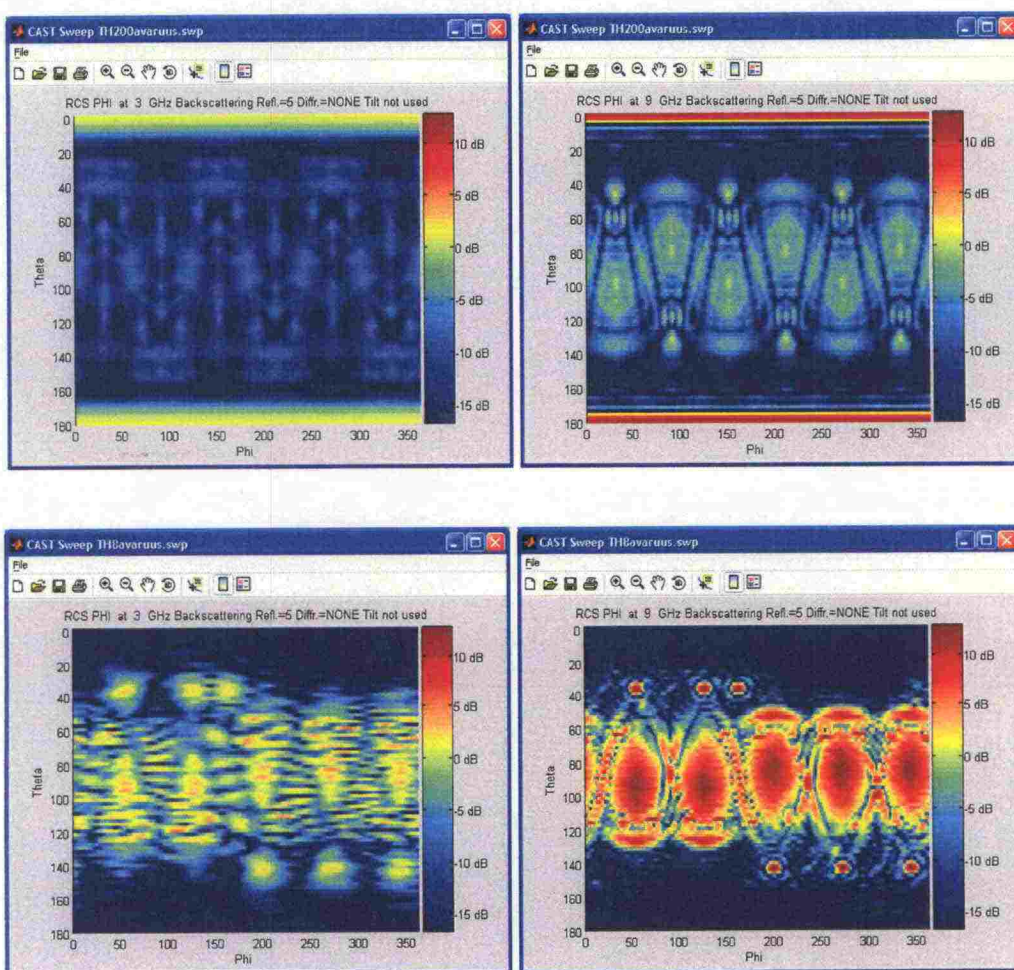 CAST Sweep TH200avaruus.swp
File
RCS PHI at 3 GHz Backscattering Refl.=5 Diffr.=NONE Tilt not used
0
20
40
60
80
100
120
140
160
180
Theta
0 50 100 150 200 250 300 350
Phi
10 dB
5 dB
0 dB
-5 dB
-10 dB
-15 dB
CAST Sweep TH200avaruus.swp
File
RCS PHI at 9 GHz Backscattering Refl.=5 Diffr.=NONE Tilt not used
0
20
40
60
80
100
120
140
160
180
Theta
0 50 100 150 200 250 300 350
Phi
10 dB
5 dB
0 dB
-5 dB
-10 dB
-15 dB
CAST Sweep TH8avaruus.swp
File
RCS PHI at 3 GHz Backscattering Refl.=5 Diffr.=NONE Tilt not used
0
20
40
60
80
100
120
140
160
180
Theta
0 50 100 150 200 250 300 350
Phi
10 dB
5 dB
0 dB
-5 dB
-10 dB
-15 dB
CAST Sweep TH8avaruus.swp
File
RCS PHI at 9 GHz Backscattering Refl.=5 Diffr.=NONE Tilt not used
0
20
40
60
80
100
120
140
160
180
Theta
0 50 100 150 200 250 300 350
Phi
10 dB
5 dB
0 dB
-5 dB
-10 dB
-15 dB